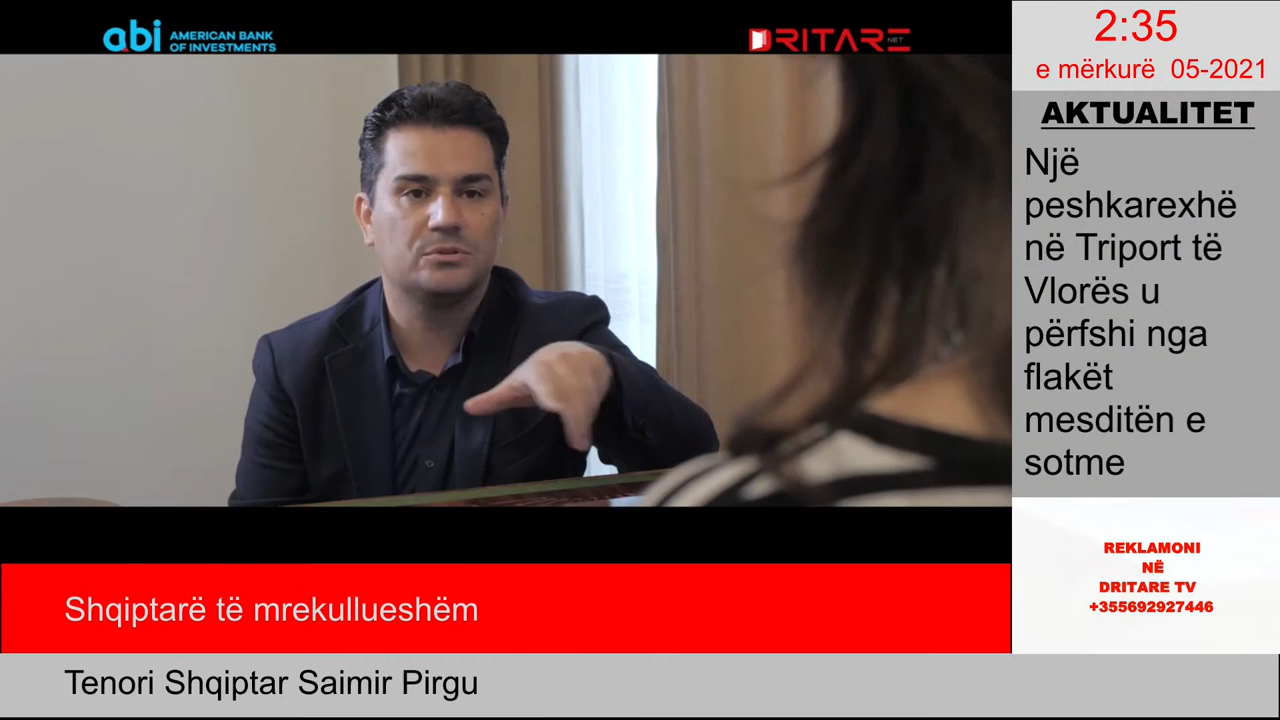 abi AMERICAN BANK
OF INVESTMENTS
DRITARE NET
2:35
e mërkurë 05-2021
AKTUALITET
Një
peshkarexhë
në Triport të
Vlorës u
përfshi nga
flakët
mesditën e
sotme
REKLAMONI
NË
DRITARE TV
+355692927446
Shqiptarë të mrekullueshëm
Tenori Shqiptar Saimir Pirgu